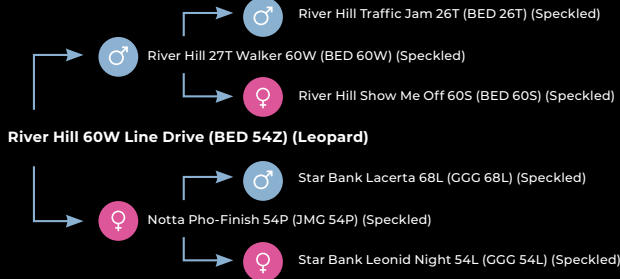 River Hill Traffic Jam 26T (BED 26T) (Speckled)
River Hill 27T Walker 60W (BED 60W) (Speckled)
River Hill Show Me Off 60S (BED 60S) (Speckled)
River Hill 60W Line Drive (BED 54Z) (Leopard)
Star Bank Lacerta 68L (GGG 68L) (Speckled)
Notta Pho-Finish 54P (JMG 54P) (Speckled)
Star Bank Leonid Night 54L (GGG 54L) (Speckled)